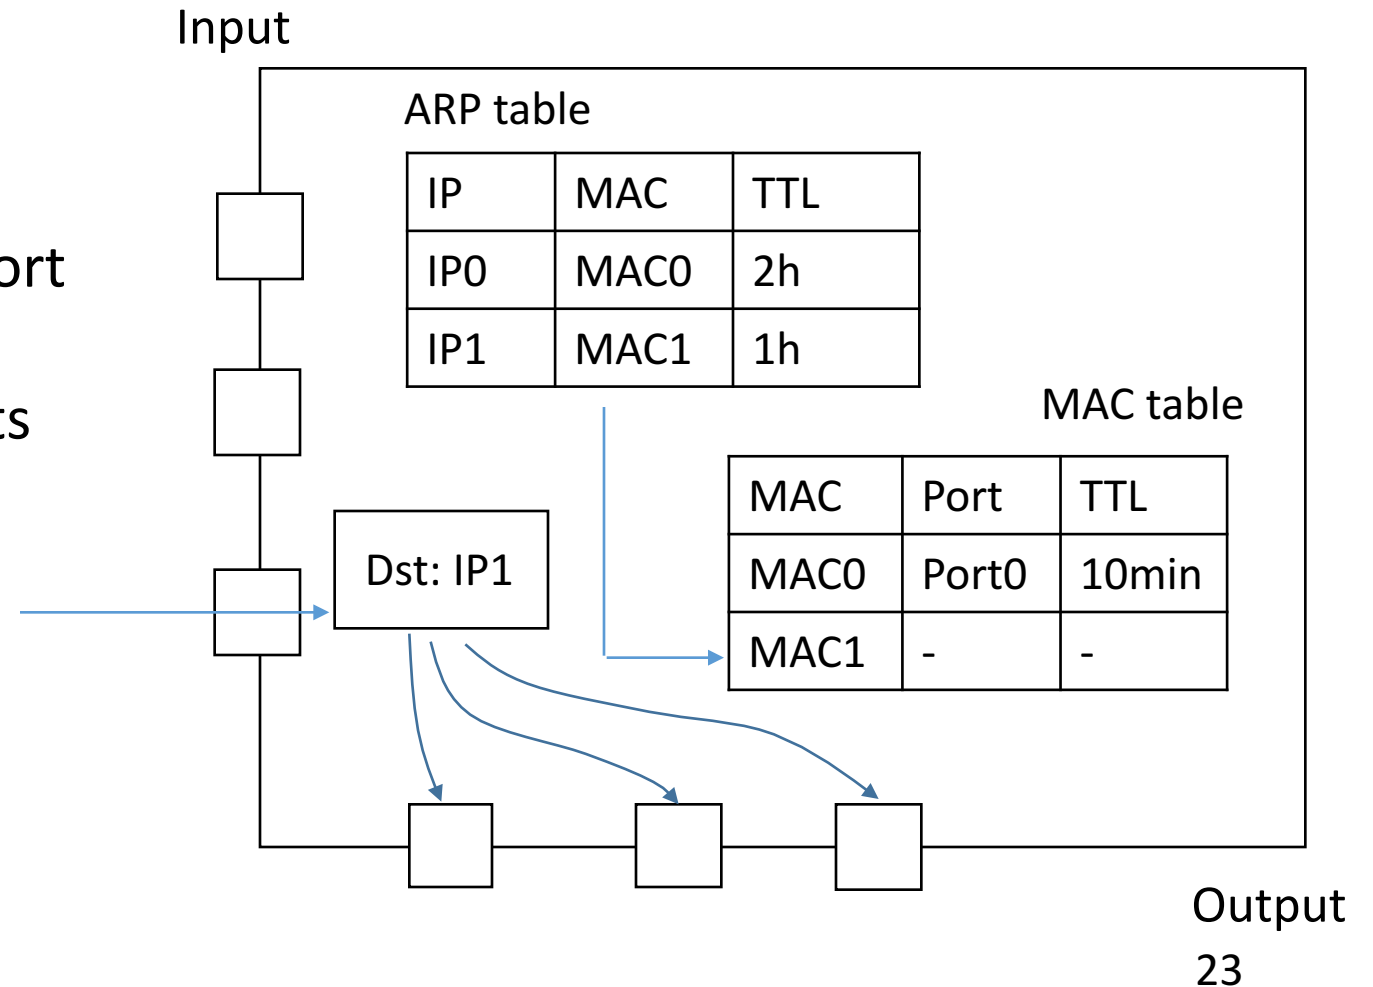 Input
ARP table
IP MAC TTL
IP0 MAC0 2h
IP1 MAC1 1h
MAC table
MAC Port TTL
MAC0 Port0 10min
MAC1 - -
Dst: IP1
Output
23